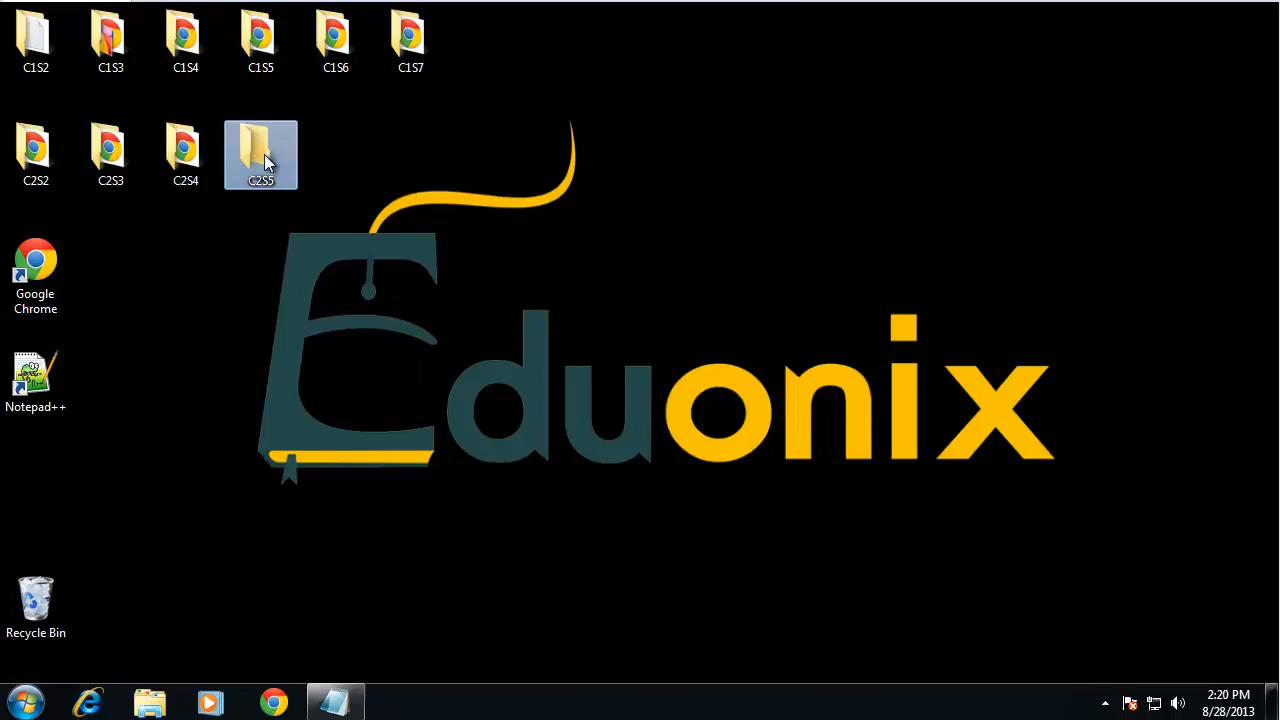 C1S2 C1S3 C1S4 C1S5 C1S6 C1S7
C2S2 C2S3 C2S4 C2S5
Google
Chrome
Notepad++
Eduonix
Recycle Bin
2:20 PM
8/28/2013